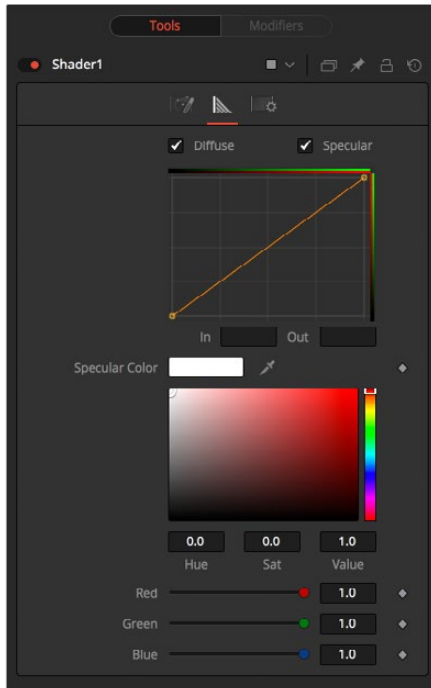 Tools Modifiers
Shader1
Diffuse Specular
In Out
Specular Color
0.0 0.0 1.0
Hue Sat Value
Red 1.0
Green 1.0
Blue 1.0